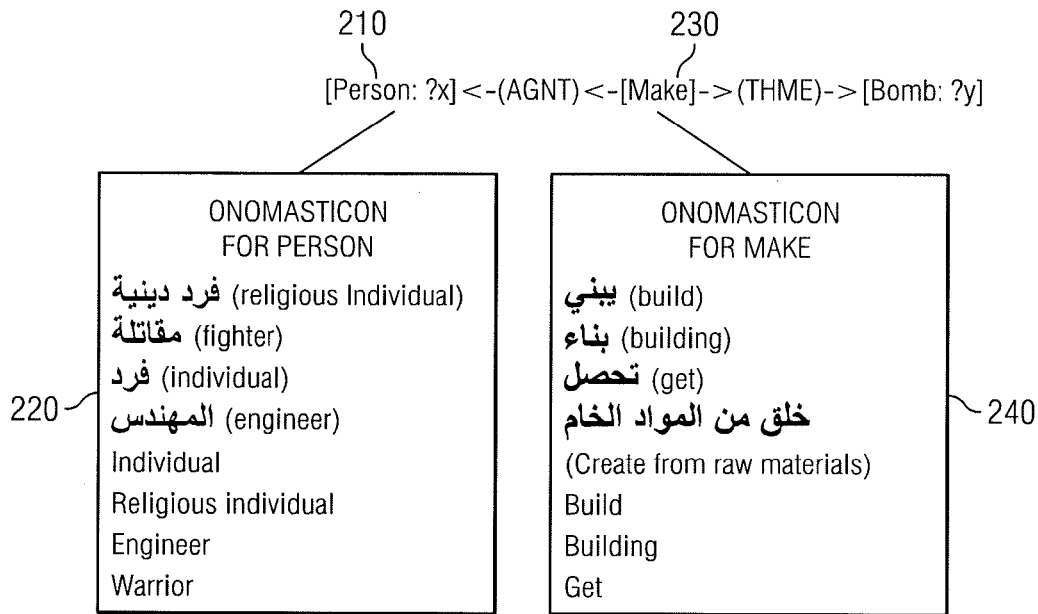 210
230
[Person: ?x]<-(AGNT)<-[Make]->(THME)->[Bomb: ?y]
ONOMASTICON
FOR PERSON
فرد دينية (religious Individual)
مقاتلة (fighter)
فرد (individual)
المهندس (engineer)
Individual
Religious individual
Engineer
Warrior
220
ONOMASTICON
FOR MAKE
يبني (build)
بناء (building)
تحصل (get)
خلق من المواد الخام
(Create from raw materials)
Build
Building
Get
240